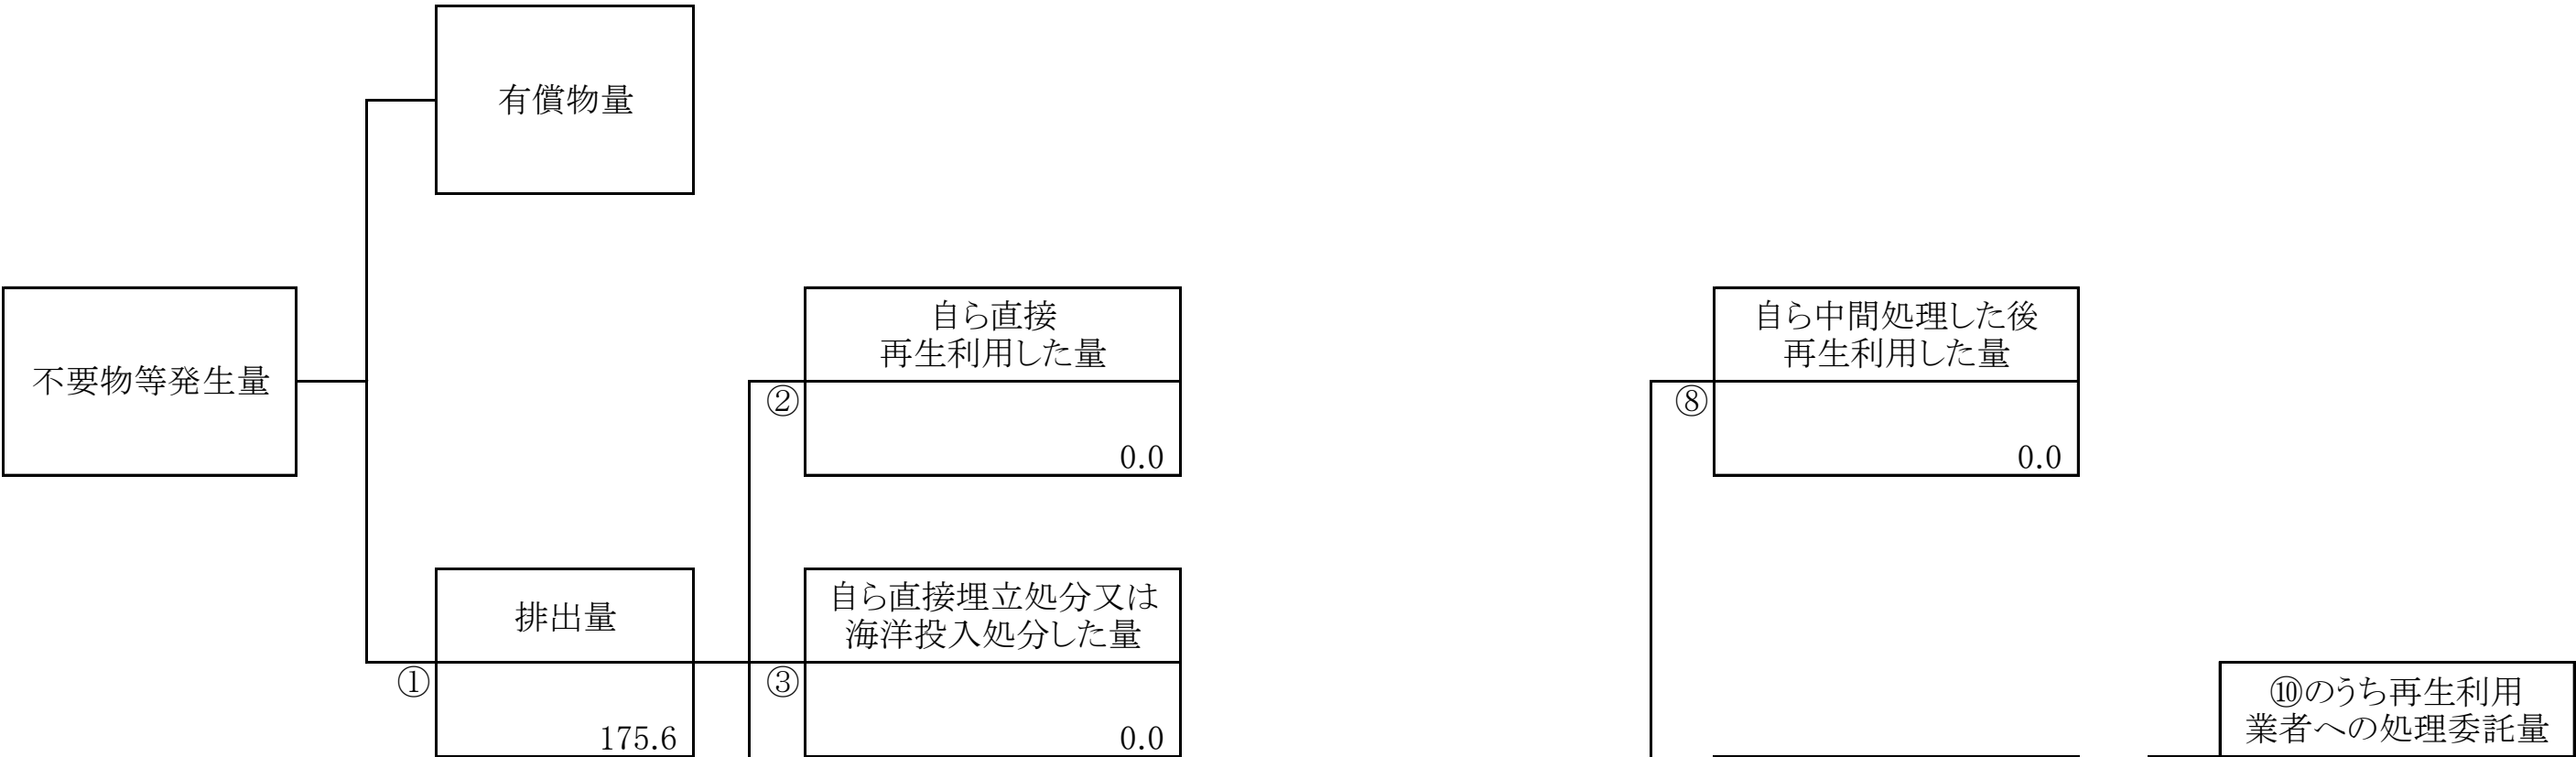 有償物量
不要物等発生量
自ら直接
再生利用した量
②
0.0
自ら中間処理した後
再生利用した量
⑧
0.0
排出量
①
175.6
自ら直接埋立処分又は
海洋投入処分した量
③
0.0
⑩のうち再生利用
業者への処理委託量